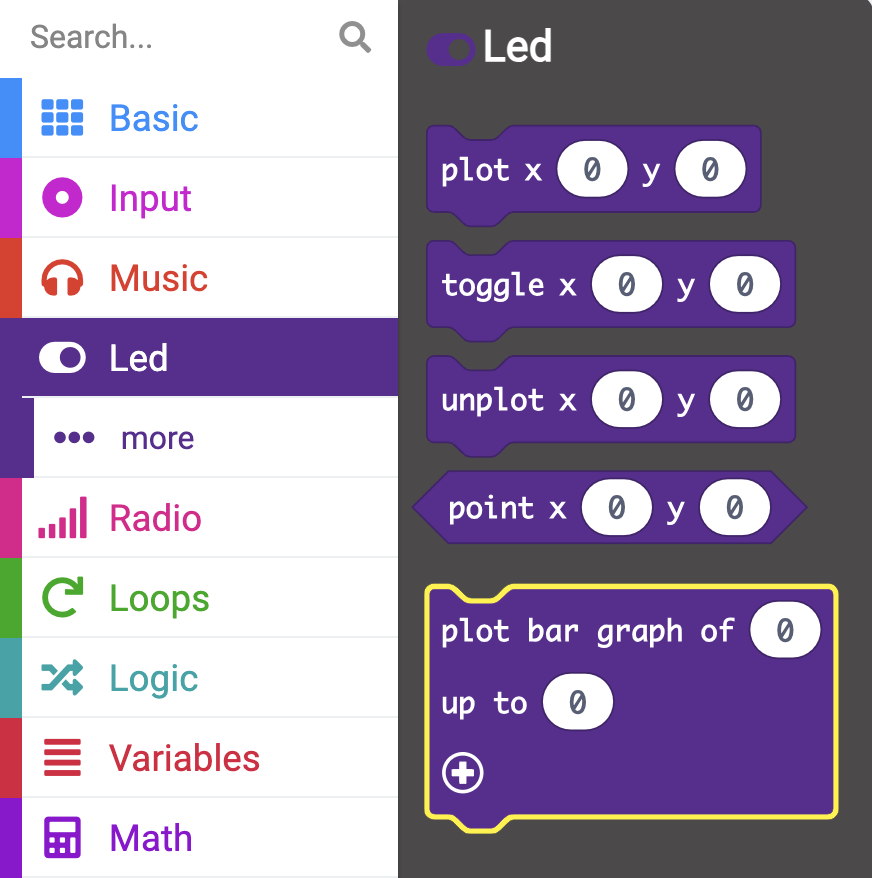 Search...
Basic
Input
Music
Led
more
Radio
Loops
Logic
Variables
Math
Led
plot x 0 y 0
toggle x 0 y 0
unplot x 0 y 0
point x 0 y 0
plot bar graph of 0
up to 0